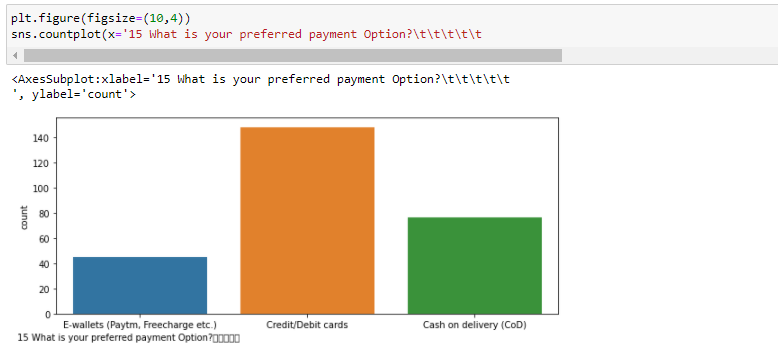 plt.figure(figsize=(10,4))
sns.countplot(x='15 What is your preferred payment Option?\t\t\t\t\t
<AxesSubplot:xlabel='15 What is your preferred payment Option?\t\t\t\t\t
', ylabel='count'>
140
120
100
80
60
40
20
0
count
E-wallets (Paytm, Freecharge etc.) Credit/Debit cards Cash on delivery (CoD)
15 What is your preferred payment Option?▯▯▯▯▯